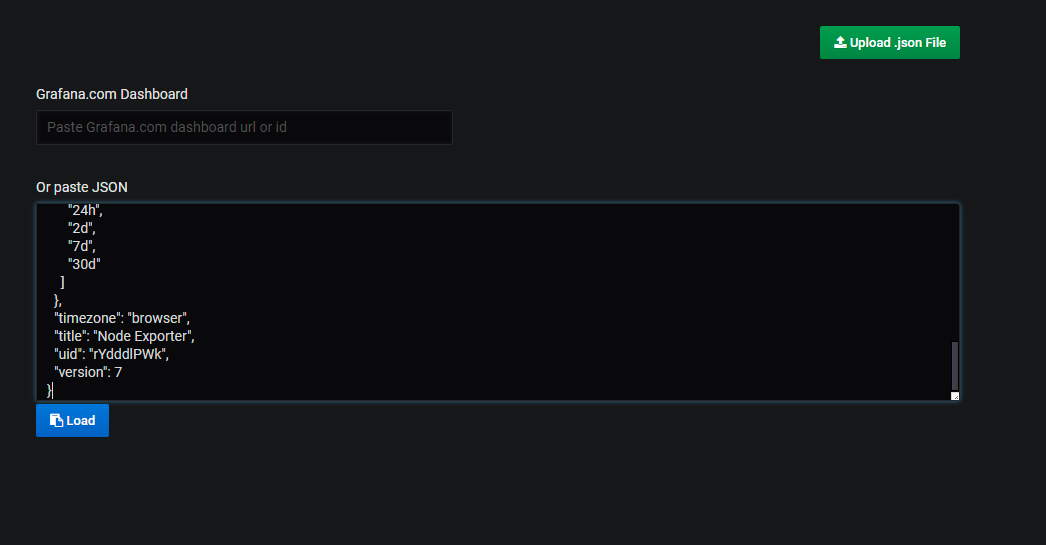 Upload .json File
Grafana.com Dashboard
Paste Grafana.com dashboard url or id
Or paste JSON
"24h",
"2d",
"7d",
"30d"
]
},
"timezone": "browser",
"title": "Node Exporter",
"uid": "rYdddlPWk",
"version": 7
}
Load